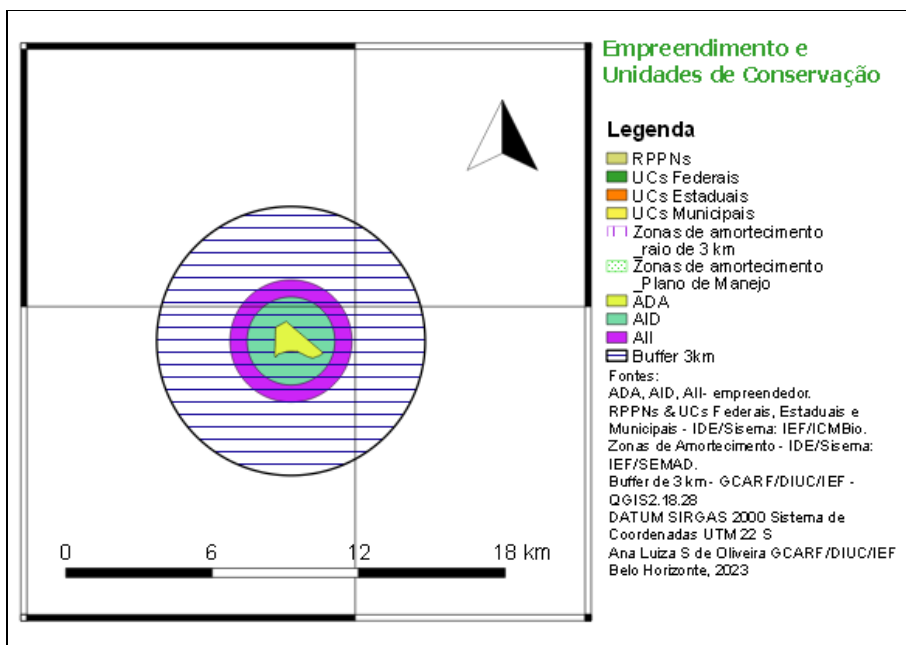 Empreendimento e
Unidades de Conservação
Legenda
RPPNs
UCs Federais
UCs Estaduais
UCs Municipais
Zonas de amortecimento
_raio de 3 km
Zonas de amortecimento
_Plano de Manejo
ADA
AID
AII
Buffer 3km
Fontes:
ADA, AID, AII- empreendedor.
RPPNs & UCs Federais, Estaduais e
Municipais - IDE/Sisema: IEF/ICMBio.
Zonas de Amortecimento - IDE/Sisema:
IEF/SEMAD.
Buffer de 3 km- GCARF/DIUC/IEF -
QGIS2.18.28
DATUM SIRGAS 2000 Sistema de
Coordenadas UTM 22 S
Ana Luiza S de Oliveira GCARF/DIUC/IEF
Belo Horizonte, 2023
0 6 12 18 km